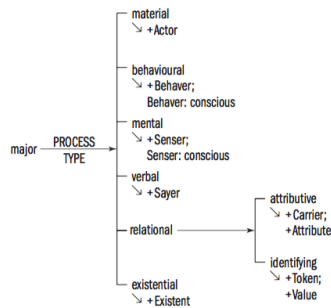 material
↘ +Actor
behavioural
↘ +Behaver;
Behaver: conscious
mental
↘ +Senser;
Senser: conscious
major
PROCESS
TYPE
verbal
↘ +Sayer
relational
attributive
↘ +Carrier;
+Attribute
identifying
↘ +Token;
+Value
existential
↘ +Existent